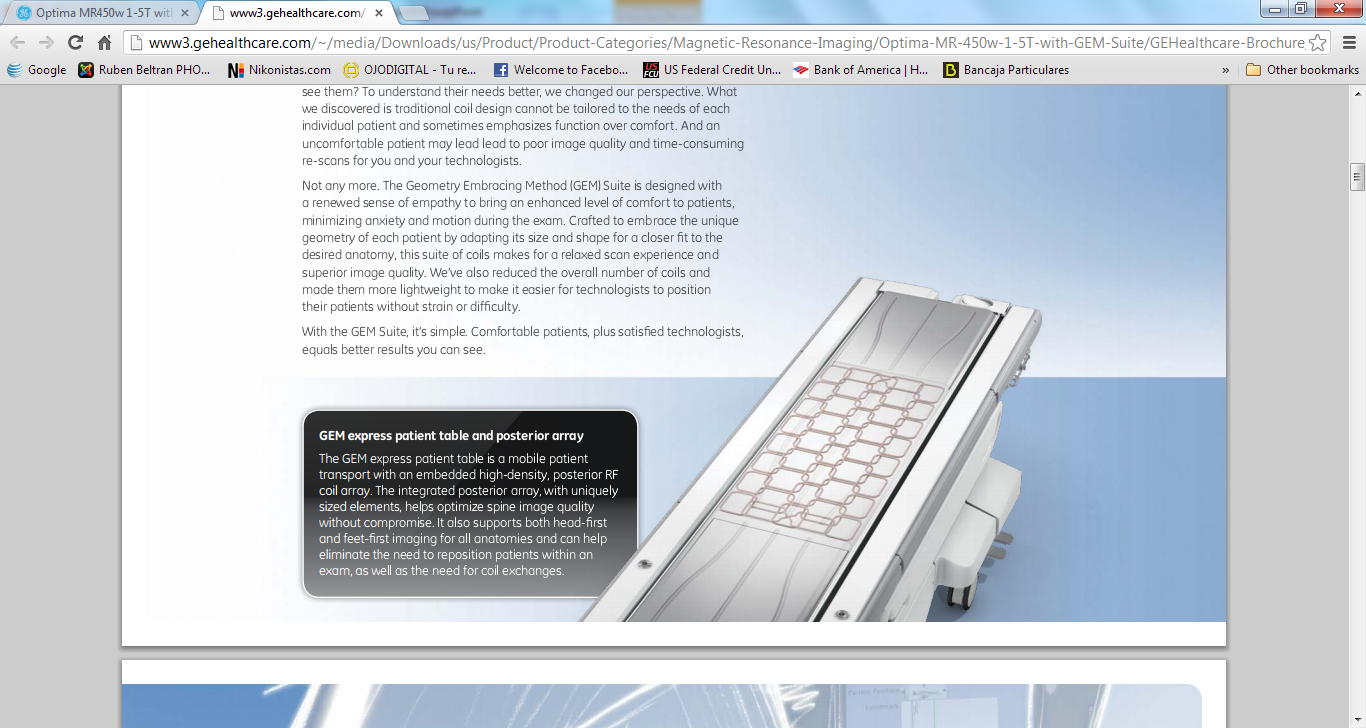 Optima MR450w 1-5T wit
www3.gehealthcare.com/
www3.gehealthcare.com/~/media/Downloads/us/Product/Product-Categories/Magnetic-Resonance-Imaging/Optima-MR-450w-1-5T-with-GEM-Suite/GEHealthcare-Brochure
Google Ruben Beltran PHO... Nikonistas.com OJODIGITAL - Tu re... Welcome to Facebo... US Federal Credit Un... Bank of America | H... Bancaja Particulares » Other bookmarks
see them? To understand their needs better, we changed our perspective. What
we discovered is traditional coil design cannot be tailored to the needs of each
individual patient and sometimes emphasizes function over comfort. And an
uncomfortable patient may lead lead to poor image quality and time-consuming
re-scans for you and your technologists.
Not any more. The Geometry Embracing Method (GEM) Suite is designed with
a renewed sense of empathy to bring an enhanced level of comfort to patients,
minimizing anxiety and motion during the exam. Crafted to embrace the unique
geometry of each patient by adapting its size and shape for a closer fit to the
desired anatomy, this suite of coils makes for a relaxed scan experience and
superior image quality. We've also reduced the overall number of coils and
made them more lightweight to make it easier for technologists to position
their patients without strain or difficulty.
With the GEM Suite, it's simple. Comfortable patients, plus satisfied technologists,
equals better results you can see.
GEM express patient table and posterior array
The GEM express patient table is a mobile patient
transport with an embedded high-density, posterior RF
coil array. The integrated posterior array, with uniquely
sized elements, helps optimize spine image quality
without compromise. It also supports both head-first
and feet-first imaging for all anatomies and can help
eliminate the need to reposition patients within an
exam, as well as the need for coil exchanges.